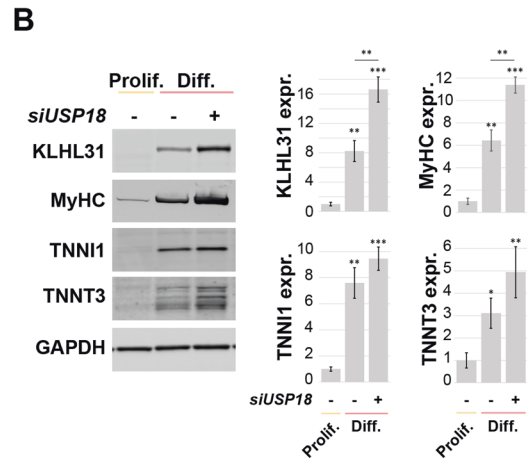 B
Prolif. Diff.
siUSP18 - - +
KLHL31
MyHC
TNNI1
TNNT3
GAPDH
KLHL31 expr.
16
12
8
4
0
**
***
**
MyHC expr.
12
10
8
6
4
2
0
**
***
**
TNNI1 expr.
10
8
6
4
2
0
**
***
TNNT3 expr.
6
5
4
3
2
1
0
*
**
siUSP18 - - + - - +
Prolif. Diff. Prolif. Diff.